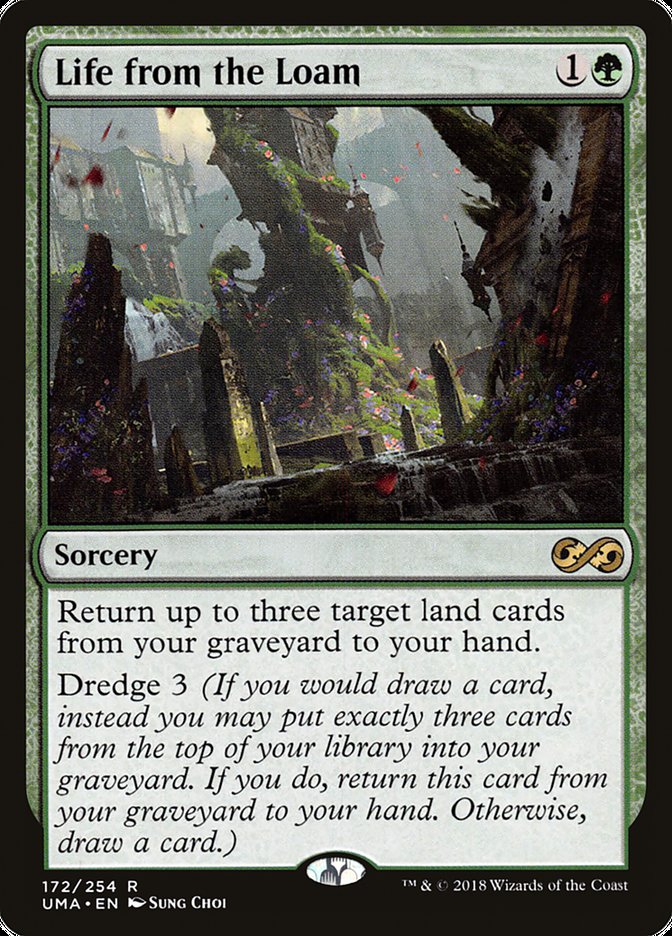 Life from the Loam 1
Sorcery
Return up to three target land cards
from your graveyard to your hand.
Dredge 3 (If you would draw a card,
instead you may put exactly three cards
from the top of your library into your
graveyard. If you do, return this card from
your graveyard to your hand. Otherwise,
draw a card.)
172/254 R
UMA • EN Sung Choi
™ & © 2018 Wizards of the Coast